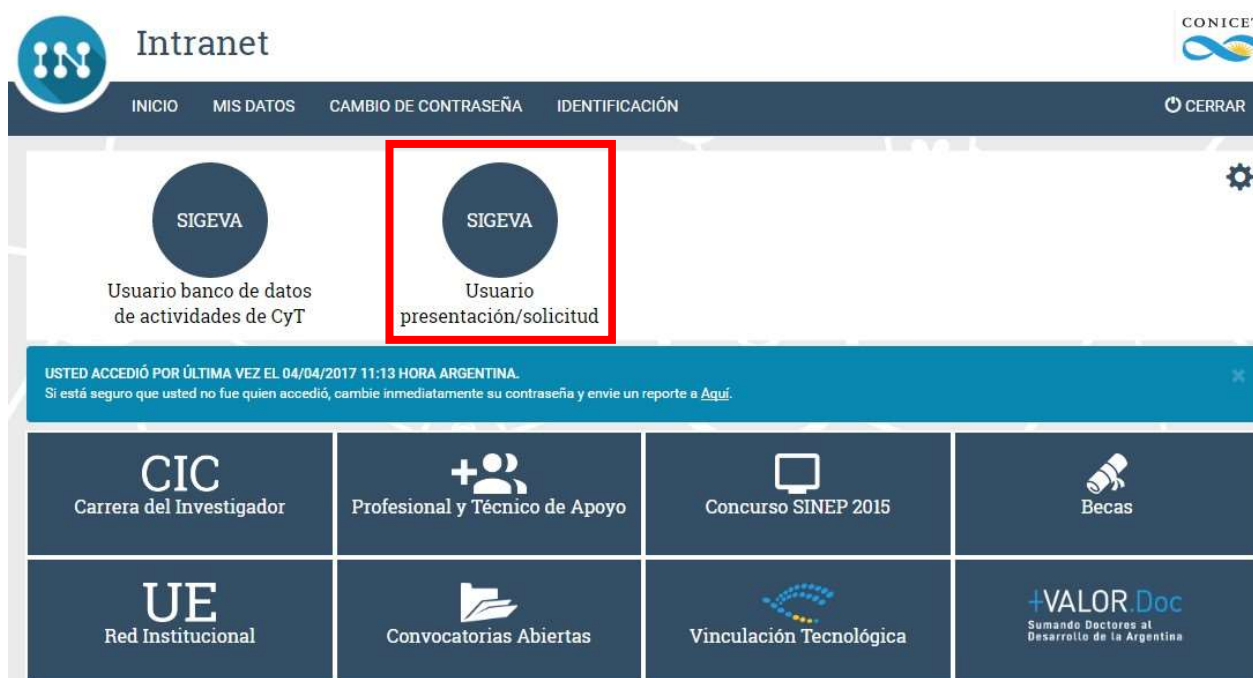 IN
Intranet
CONICET
INICIO MIS DATOS CAMBIO DE CONTRASEÑA IDENTIFICACIÓN CERRAR
SIGEVA
Usuario banco de datos
de actividades de CyT
SIGEVA
Usuario
presentación/solicitud
USTED ACCEDIÓ POR ÚLTIMA VEZ EL 04/04/2017 11:13 HORA ARGENTINA.
Si está seguro que usted no fue quien accedió, cambie inmediatamente su contraseña y envie un reporte a Aquí.
CIC
Carrera del Investigador
Profesional y Técnico de Apoyo
Concurso SINEP 2015
Becas
UE
Red Institucional
Convocatorias Abiertas
Vinculación Tecnológica
+VALOR.Doc
Sumando Doctores al
Desarrollo de la Argentina